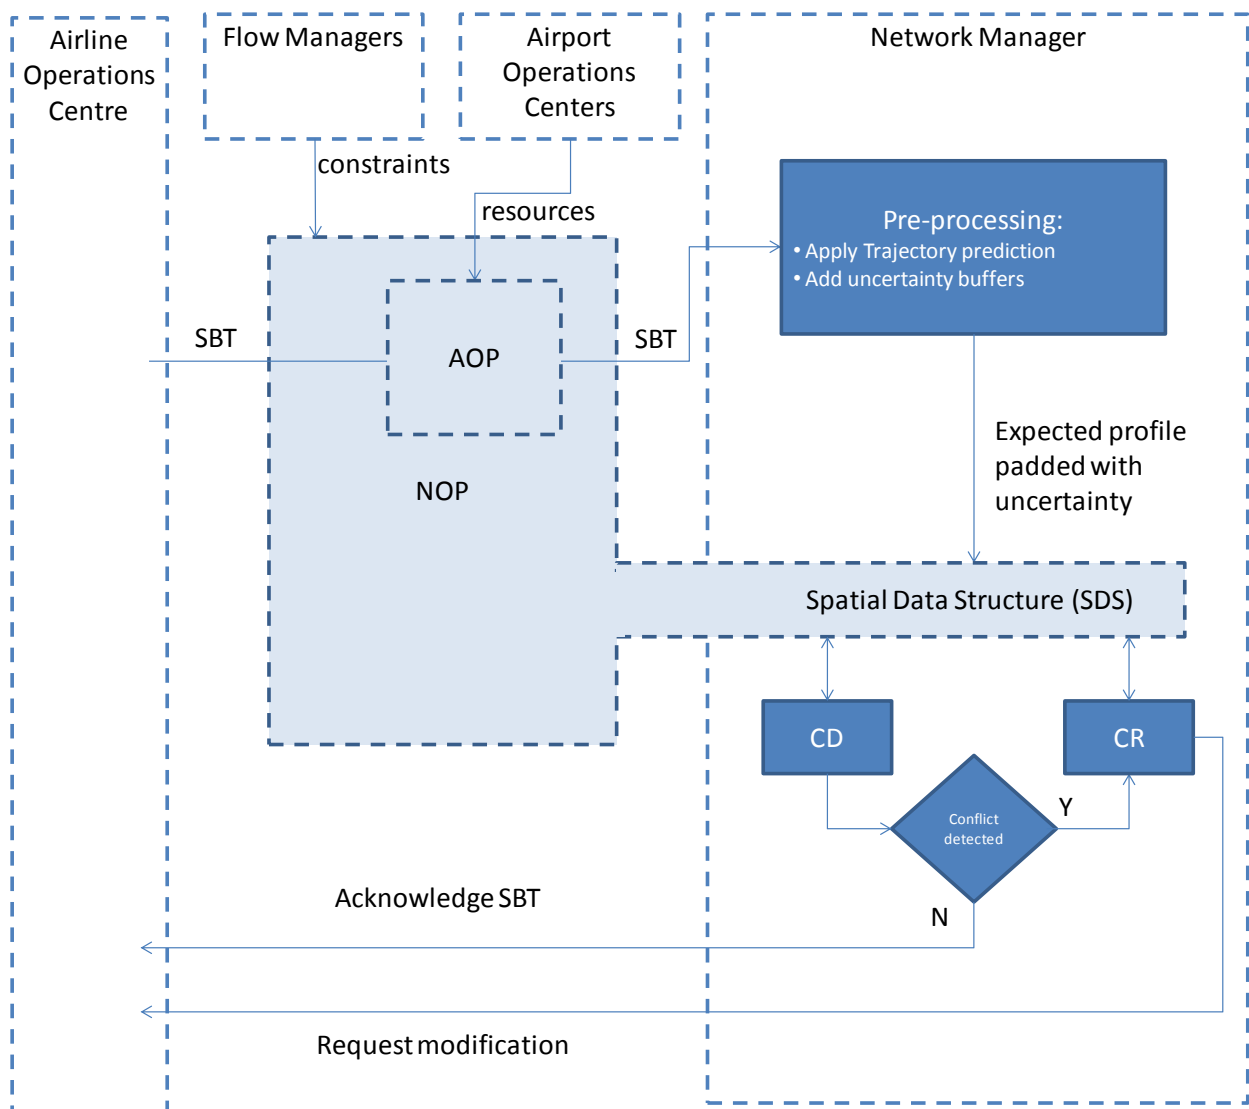 Airline
Operations
Centre
Flow Managers
Airport
Operations
Centers
Network Manager
constraints
resources
Pre-processing:
• Apply Trajectory prediction
• Add uncertainty buffers
SBT
AOP
SBT
NOP
Expected profile
padded with
uncertainty
Spatial Data Structure (SDS)
CD
CR
Conflict
detected
Y
N
Acknowledge SBT
Request modification